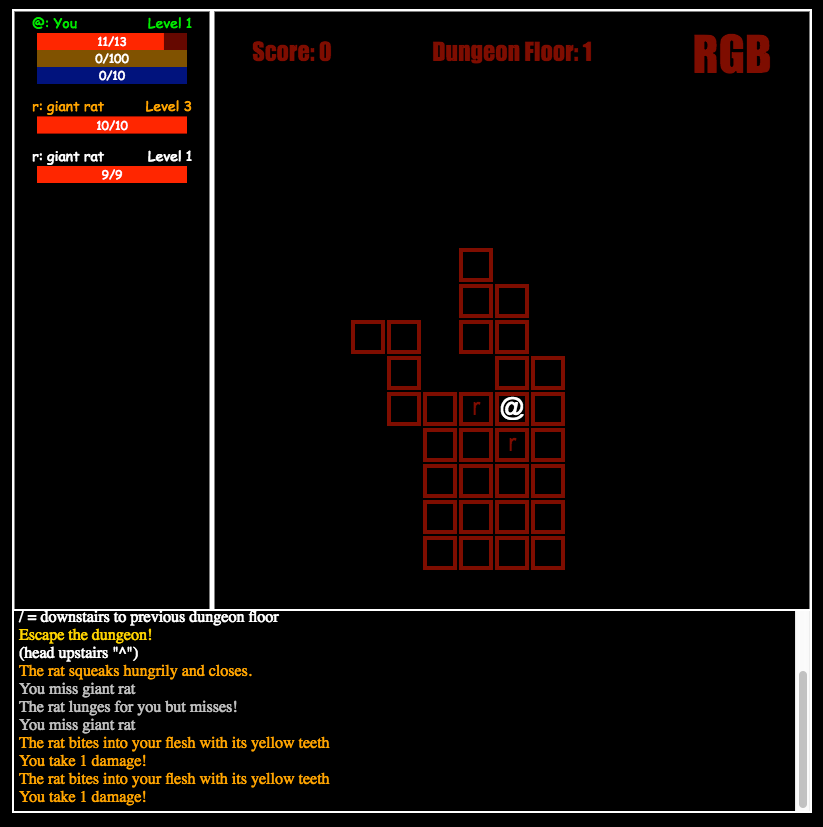 @: You Level 1
11/13
0/100
0/10
r: giant rat Level 3
10/10
r: giant rat Level 1
9/9
Score: 0 Dungeon Floor: 1 RGB
r @
r
/ = downstairs to previous dungeon floor
Escape the dungeon!
(head upstairs "^")
The rat squeaks hungrily and closes.
You miss giant rat
The rat lunges for you but misses!
You miss giant rat
The rat bites into your flesh with its yellow teeth
You take 1 damage!
The rat bites into your flesh with its yellow teeth
You take 1 damage!